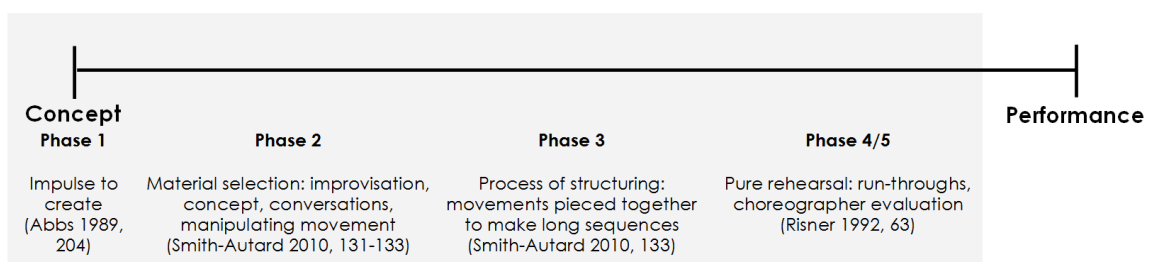 Concept
Performance
Phase 1
Impulse to
create
(Abbs 1989,
204)
Phase 2
Material selection: improvisation,
concept, conversations,
manipulating movement
(Smith-Autard 2010, 131-133)
Phase 3
Process of structuring:
movements pieced together
to make long sequences
(Smith-Autard 2010, 133)
Phase 4/5
Pure rehearsal: run-throughs,
choreographer evaluation
(Risner 1992, 63)